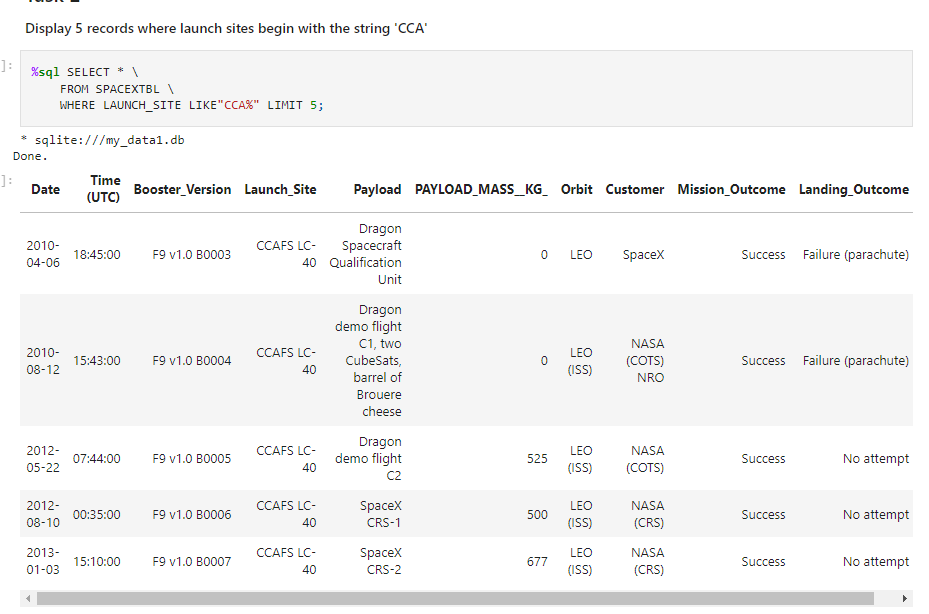 Display 5 records where launch sites begin with the string 'CCA'
]:
%sql SELECT * \
FROM SPACEXTBL \
WHERE LAUNCH_SITE LIKE"CCA%" LIMIT 5;
* sqlite:///my_data1.db
Done.
]:
Date Time (UTC) Booster_Version Launch_Site Payload PAYLOAD_MASS__KG_ Orbit Customer Mission_Outcome Landing_Outcome
2010-04-06 18:45:00 F9 v1.0 B0003 CCAFS LC-40 Dragon Spacecraft Qualification Unit 0 LEO SpaceX Success Failure (parachute)
2010-08-12 15:43:00 F9 v1.0 B0004 CCAFS LC-40 Dragon demo flight C1, two CubeSats, barrel of Brouere cheese 0 LEO (ISS) NASA (COTS) NRO Success Failure (parachute)
2012-05-22 07:44:00 F9 v1.0 B0005 CCAFS LC-40 Dragon demo flight C2 525 LEO (ISS) NASA (COTS) Success No attempt
2012-08-10 00:35:00 F9 v1.0 B0006 CCAFS LC-40 SpaceX CRS-1 500 LEO (ISS) NASA (CRS) Success No attempt
2013-01-03 15:10:00 F9 v1.0 B0007 CCAFS LC-40 SpaceX CRS-2 677 LEO (ISS) NASA (CRS) Success No attempt